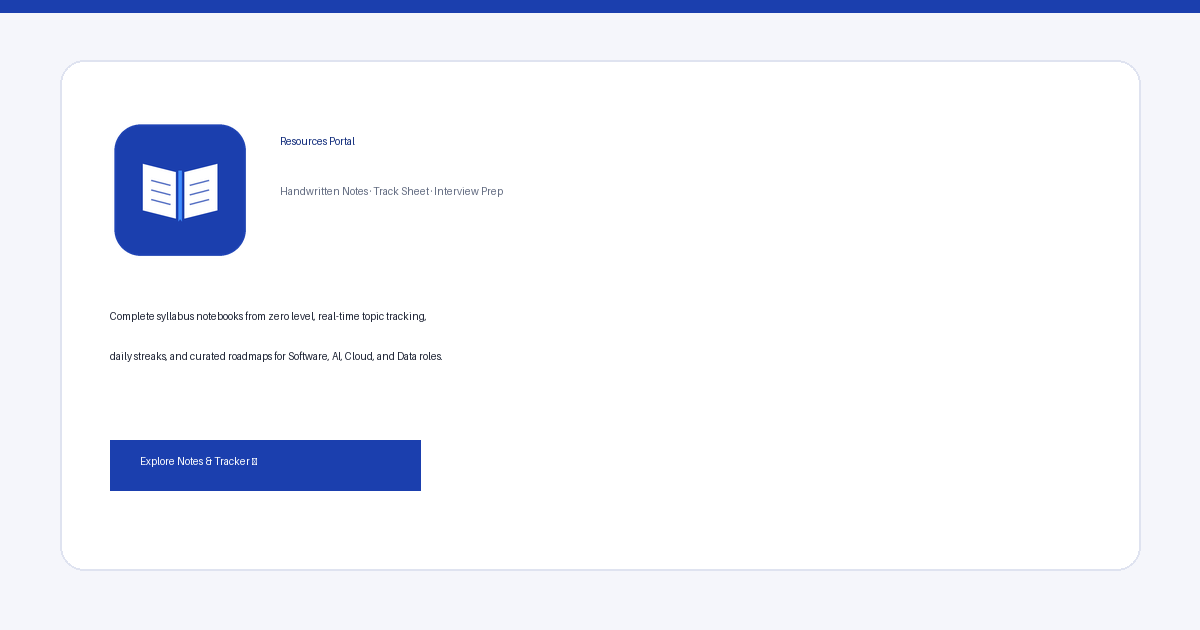 Resources Portal
Handwritten Notes · Track Sheet · Interview Prep
Complete syllabus notebooks from zero level, real-time topic tracking,
daily streaks, and curated roadmaps for Software, AI, Cloud, and Data roles.
Explore Notes & Tracker